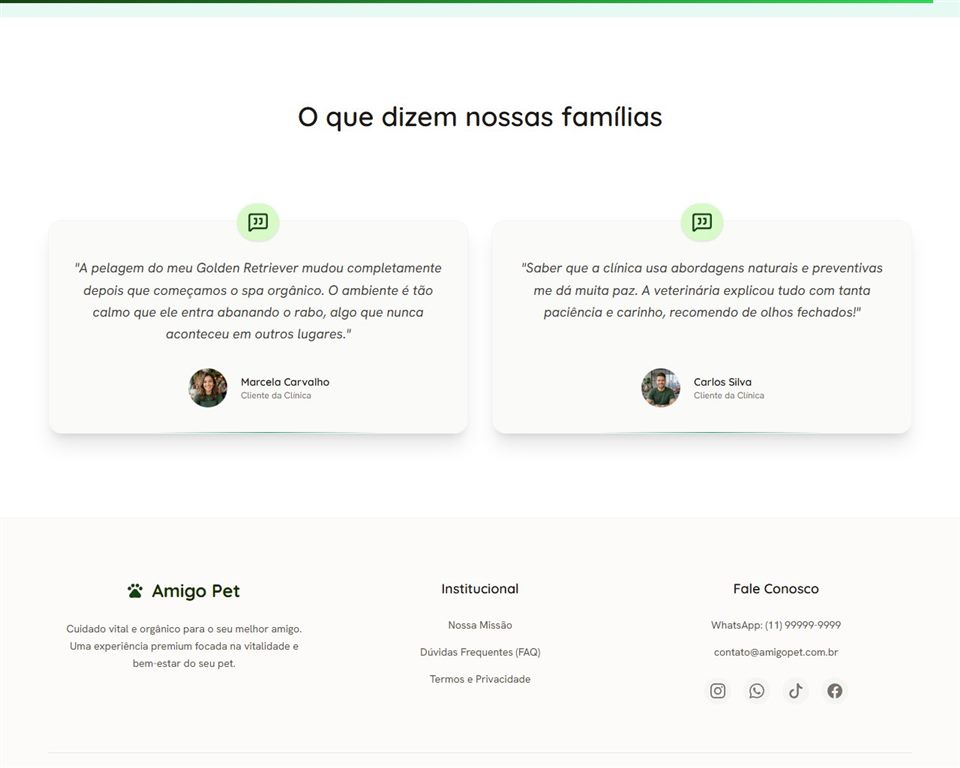 O que dizem nossas famílias
"A pelagem do meu Golden Retriever mudou completamente
depois que começamos o spa orgânico. O ambiente é tão
calmo que ele entra abanando o rabo, algo que nunca
aconteceu em outros lugares."
Marcela Carvalho
Cliente da Clínica
"Saber que a clínica usa abordagens naturais e preventivas
me dá muita paz. A veterinária explicou tudo com tanta
paciência e carinho, recomendo de olhos fechados!"
Carlos Silva
Cliente da Clínica
Amigo Pet
Cuidado vital e orgânico para o seu melhor amigo.
Uma experiência premium focada na vitalidade e
bem-estar do seu pet.
Institucional
Nossa Missão
Dúvidas Frequentes (FAQ)
Termos e Privacidade
Fale Conosco
WhatsApp: (11) 99999-9999
contato@amigopet.com.br